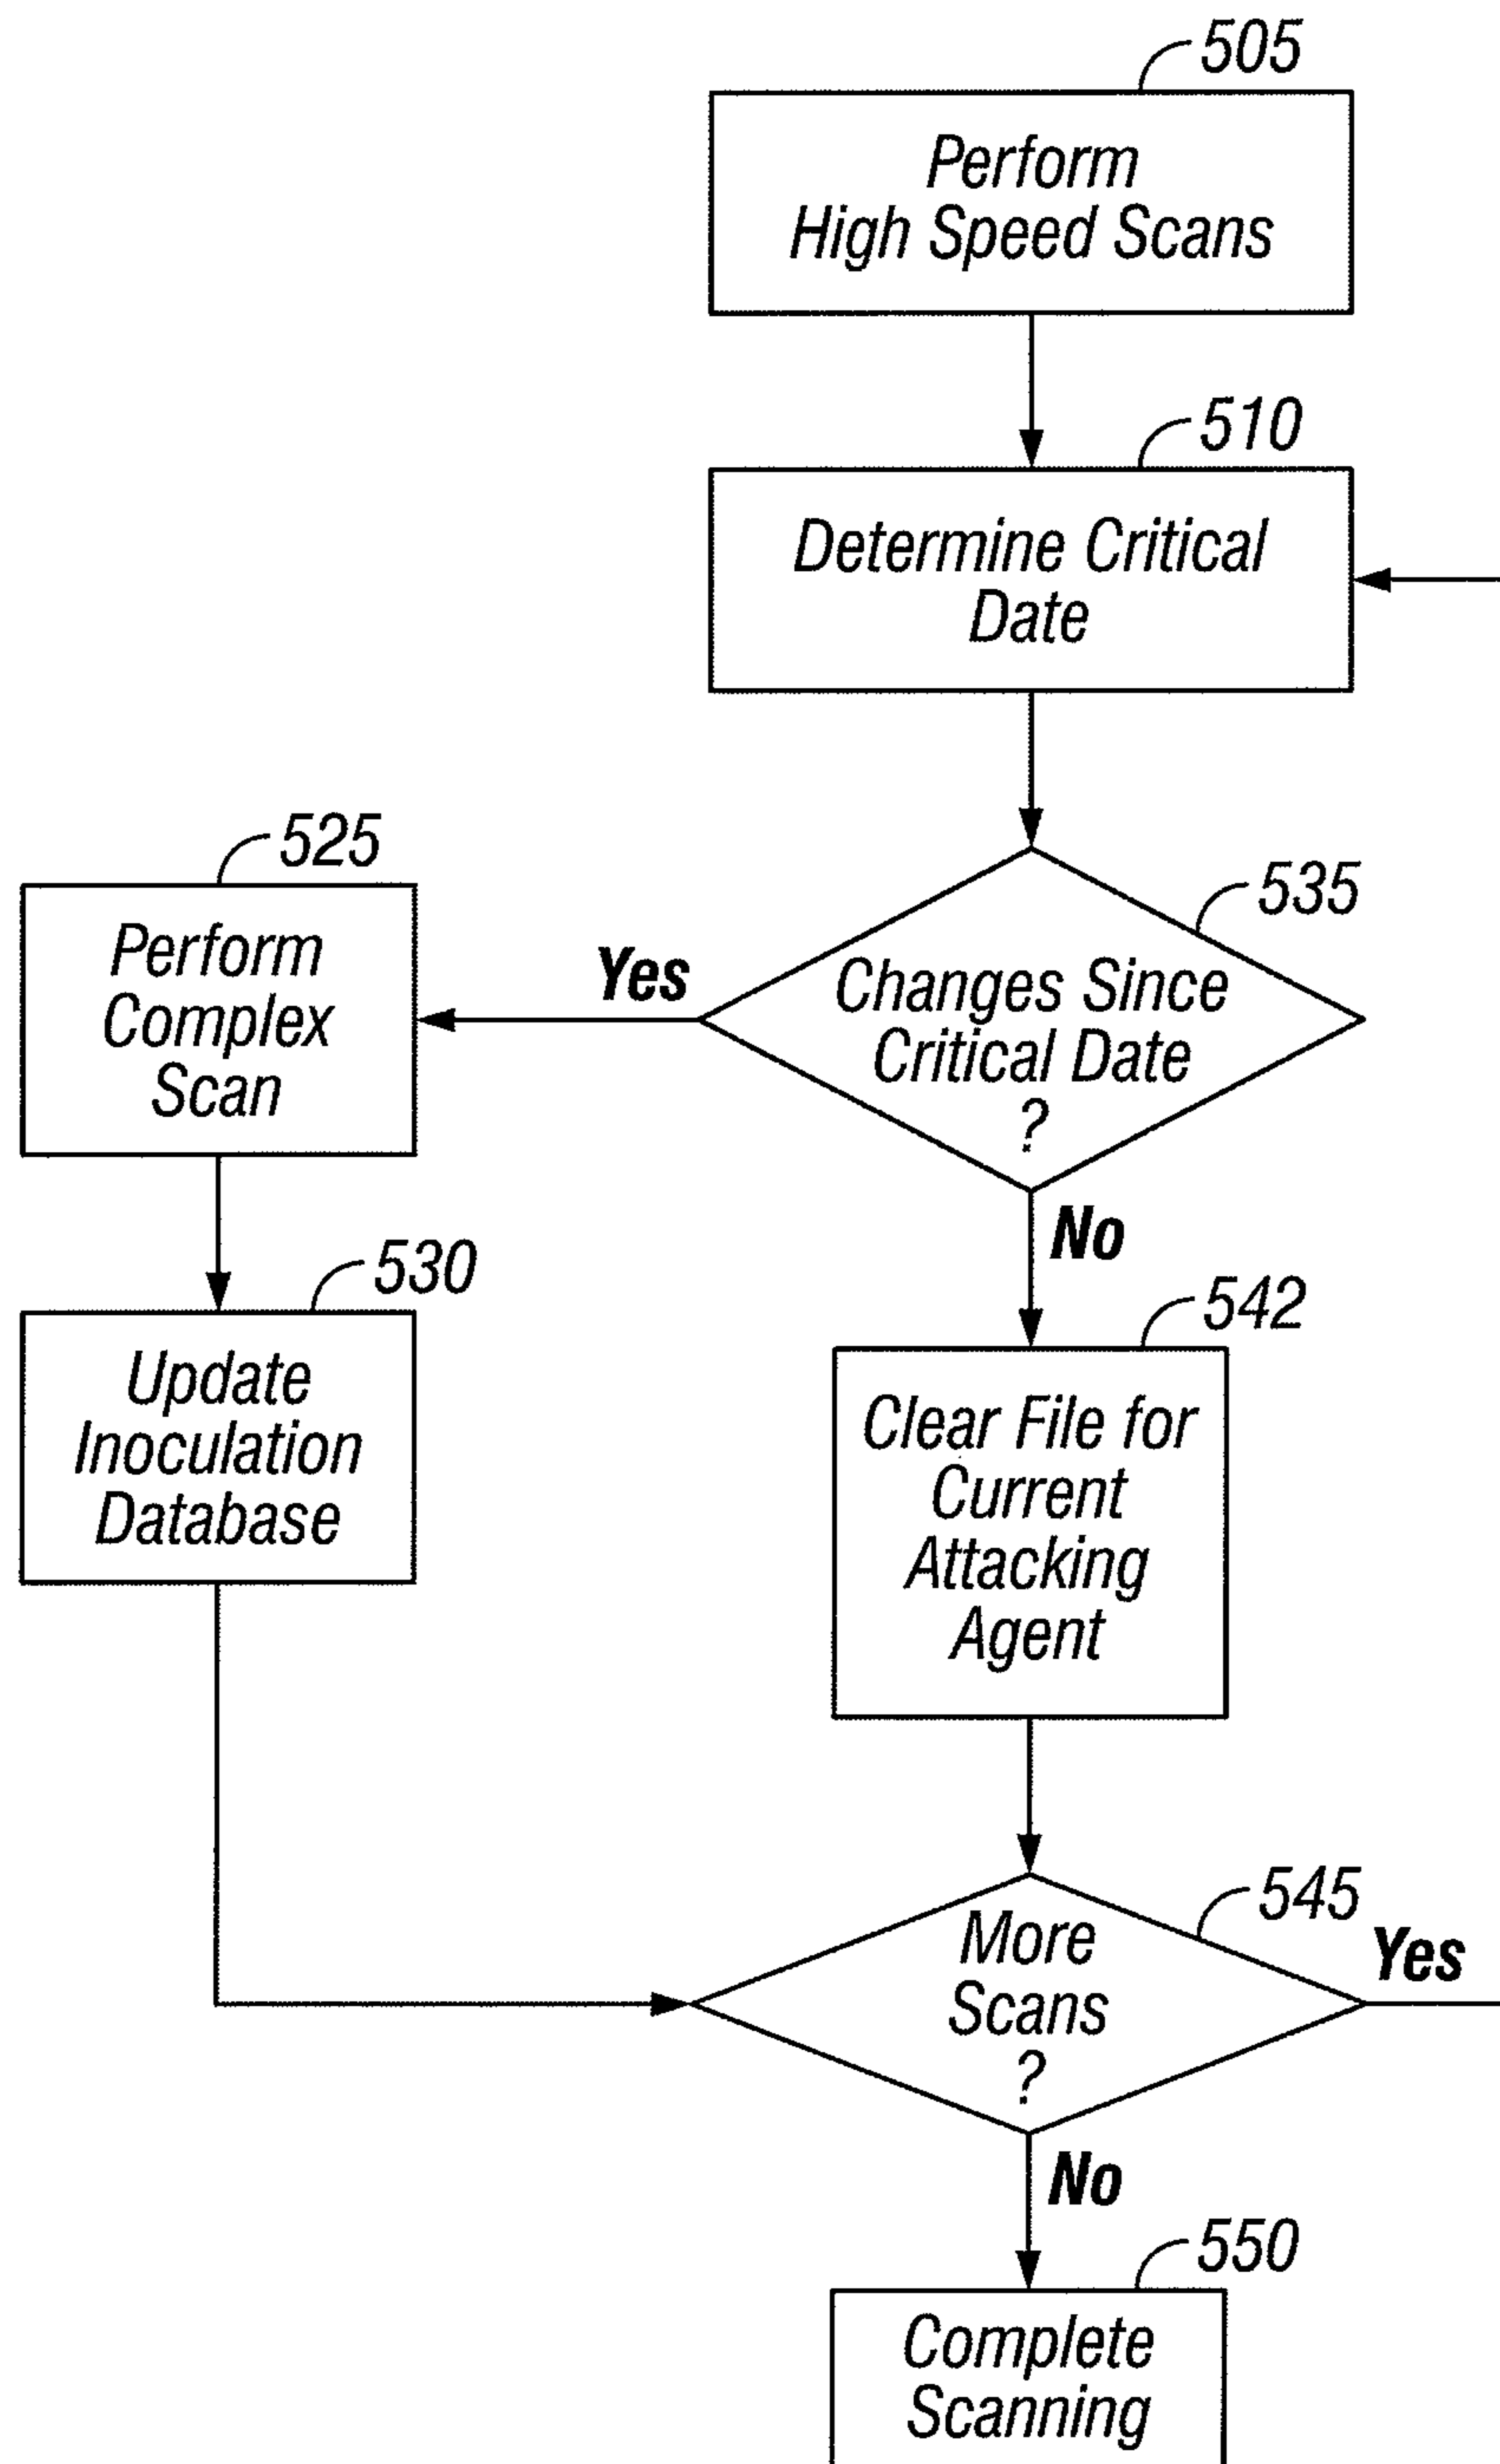 505
Perform
High Speed Scans
510
Determine Critical
Date
535
Changes Since
Critical Date
?
Yes
525
Perform
Complex
Scan
530
Update
Inoculation
Database
No
542
Clear File for
Current
Attacking
Agent
545
More
Scans
?
Yes
No
550
Complete
Scanning